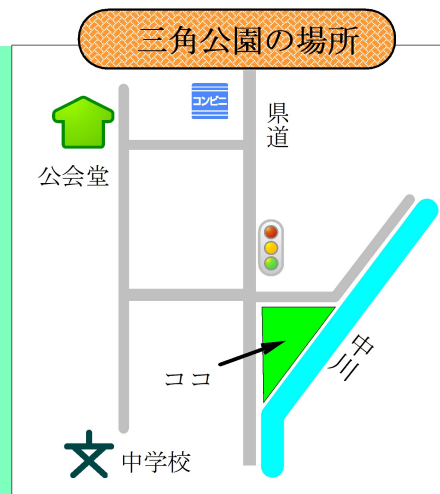 三角公園の場所
コンビニ
県道
公会堂
中川
ココ
中学校